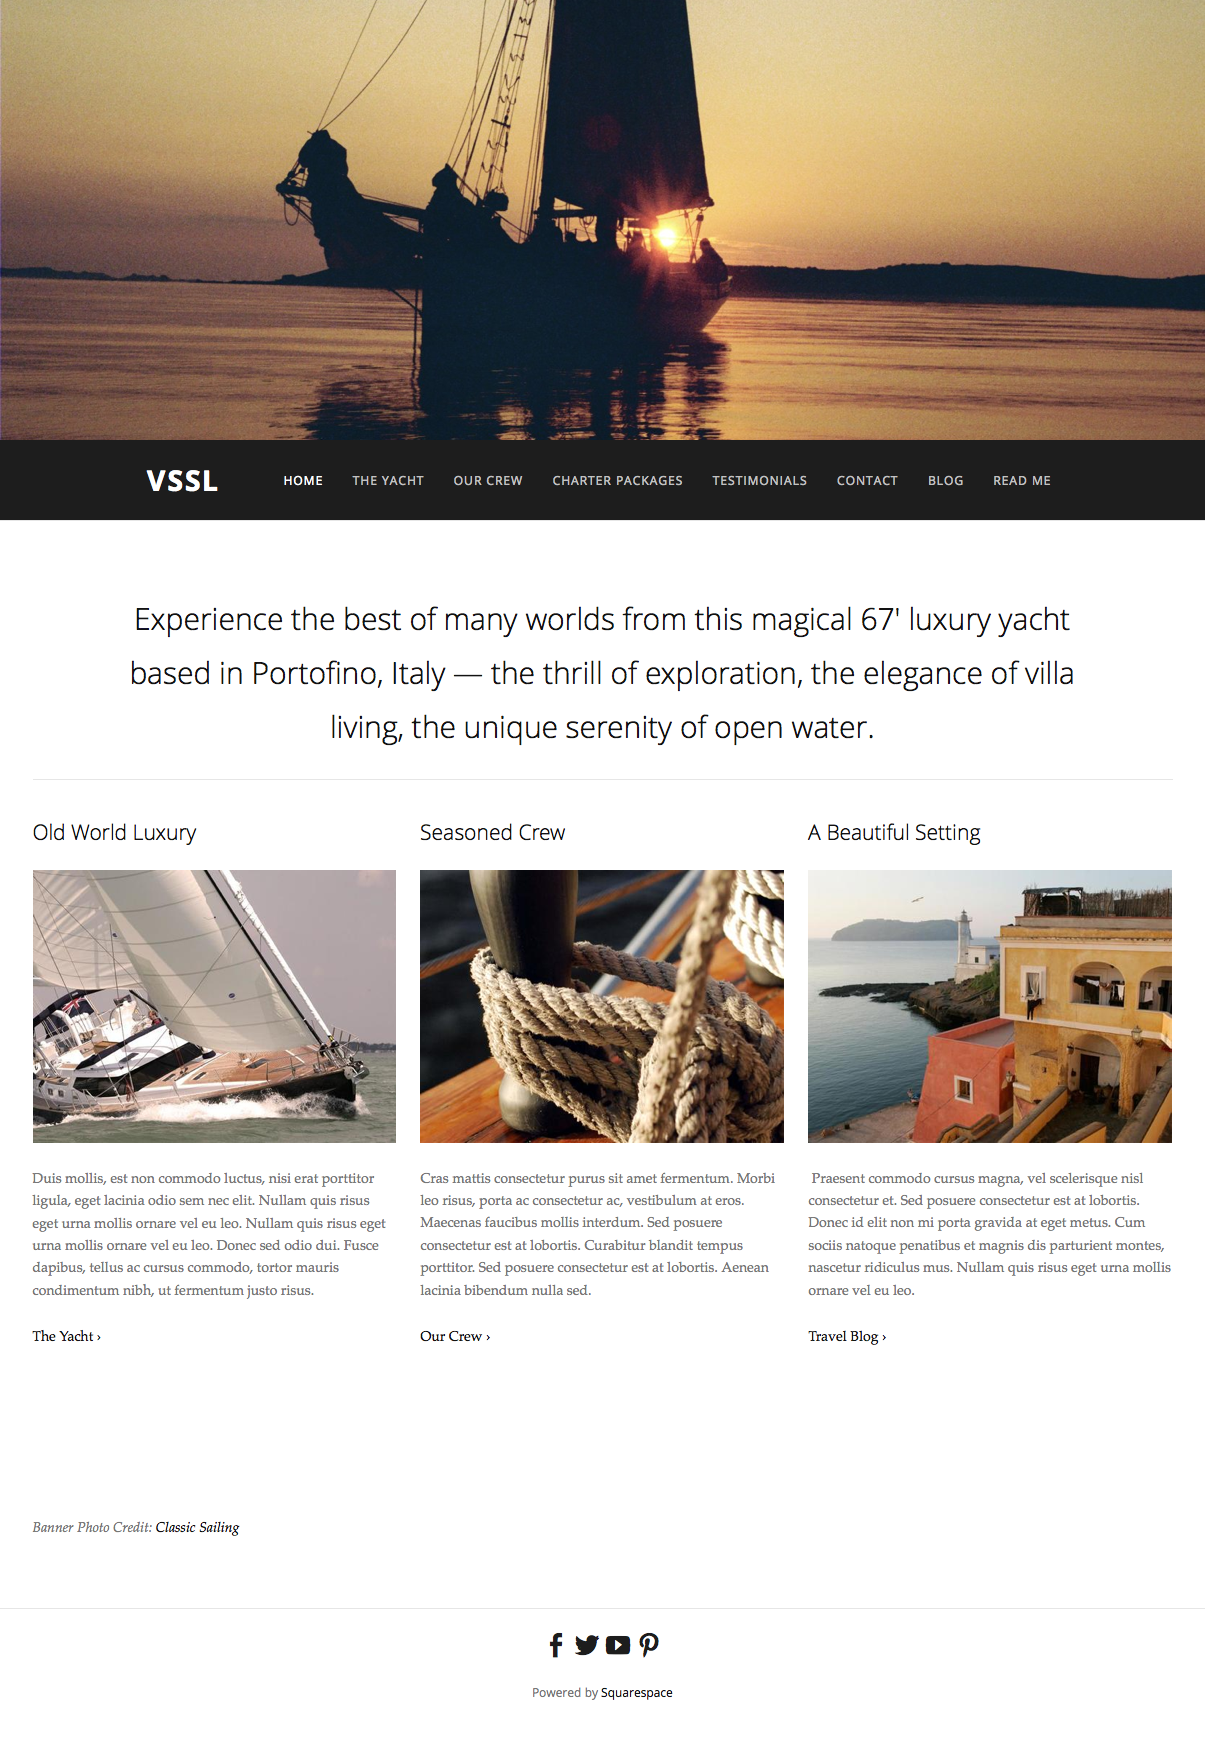 VSSL
HOME THE YACHT OUR CREW CHARTER PACKAGES TESTIMONIALS CONTACT BLOG READ ME
Experience the best of many worlds from this magical 67' luxury yacht
based in Portofino, Italy — the thrill of exploration, the elegance of villa
living, the unique serenity of open water.
Old World Luxury
Duis mollis, est non commodo luctus, nisi erat porttitor
ligula, eget lacinia odio sem nec elit. Nullam quis risus
eget urna mollis ornare vel eu leo. Nullam quis risus eget
urna mollis ornare vel eu leo. Donec sed odio dui. Fusce
dapibus, tellus ac cursus commodo, tortor mauris
condimentum nibh, ut fermentum justo risus.
The Yacht ›
Seasoned Crew
Cras mattis consectetur purus sit amet fermentum. Morbi
leo risus, porta ac consectetur ac, vestibulum at eros.
Maecenas faucibus mollis interdum. Sed posuere
consectetur est at lobortis. Curabitur blandit tempus
porttitor. Sed posuere consectetur est at lobortis. Aenean
lacinia bibendum nulla sed.
Our Crew ›
A Beautiful Setting
Praesent commodo cursus magna, vel scelerisque nisl
consectetur et. Sed posuere consectetur est at lobortis.
Donec id elit non mi porta gravida at eget metus. Cum
sociis natoque penatibus et magnis dis parturient montes,
nascetur ridiculus mus. Nullam quis risus eget urna mollis
ornare vel eu leo.
Travel Blog ›
Banner Photo Credit: Classic Sailing
Powered by Squarespace